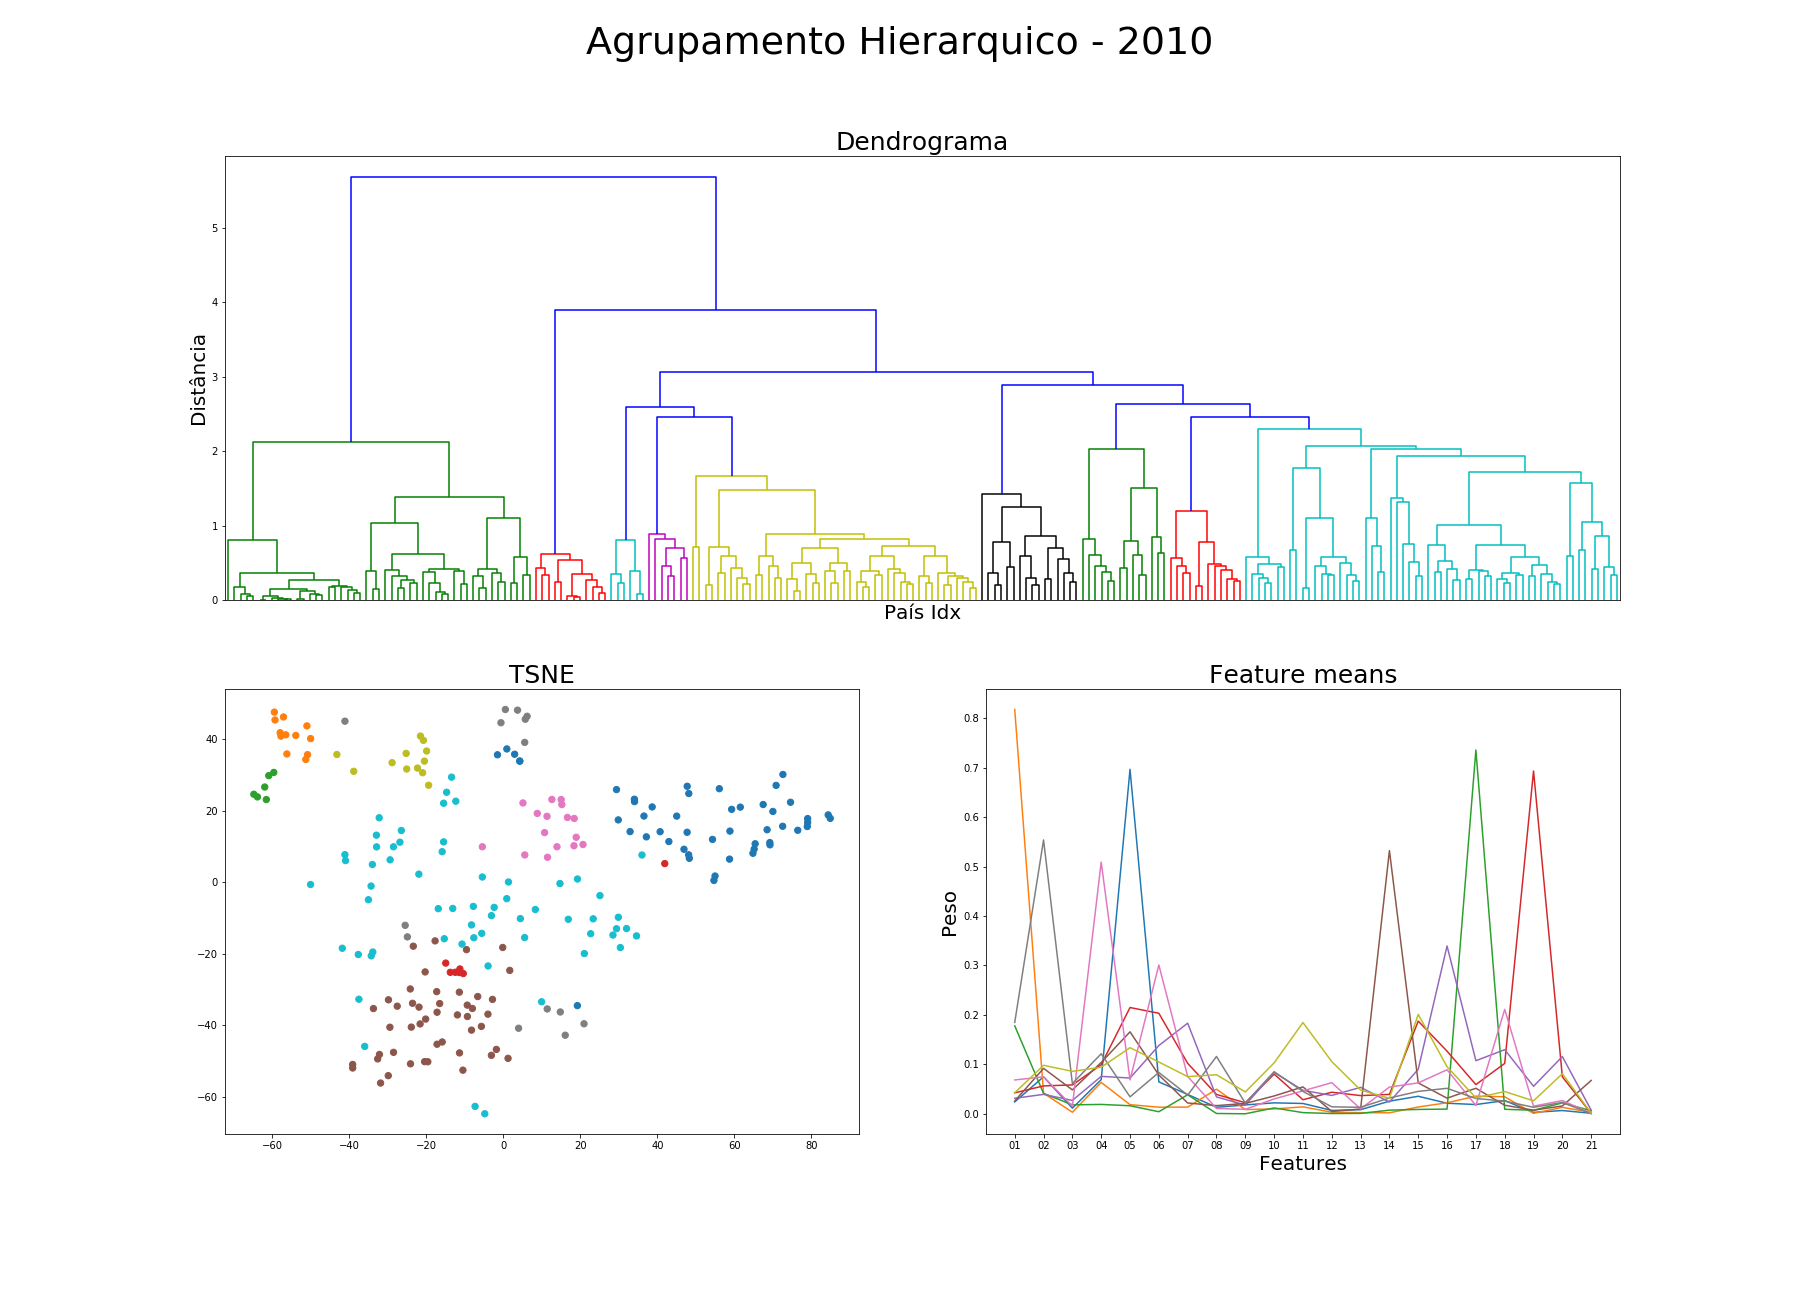 Agrupamento Hierarquico - 2010
Dendrograma
5
4
3
2
1
0
Distância
País Idx
TSNE
40
20
0
−20
−40
−60
−60 −40 −20 0 20 40 60 80
Feature means
0.8
0.7
0.6
0.5
0.4
0.3
0.2
0.1
0.0
Peso
01 02 03 04 05 06 07 08 09 10 11 12 13 14 15 16 17 18 19 20 21
Features